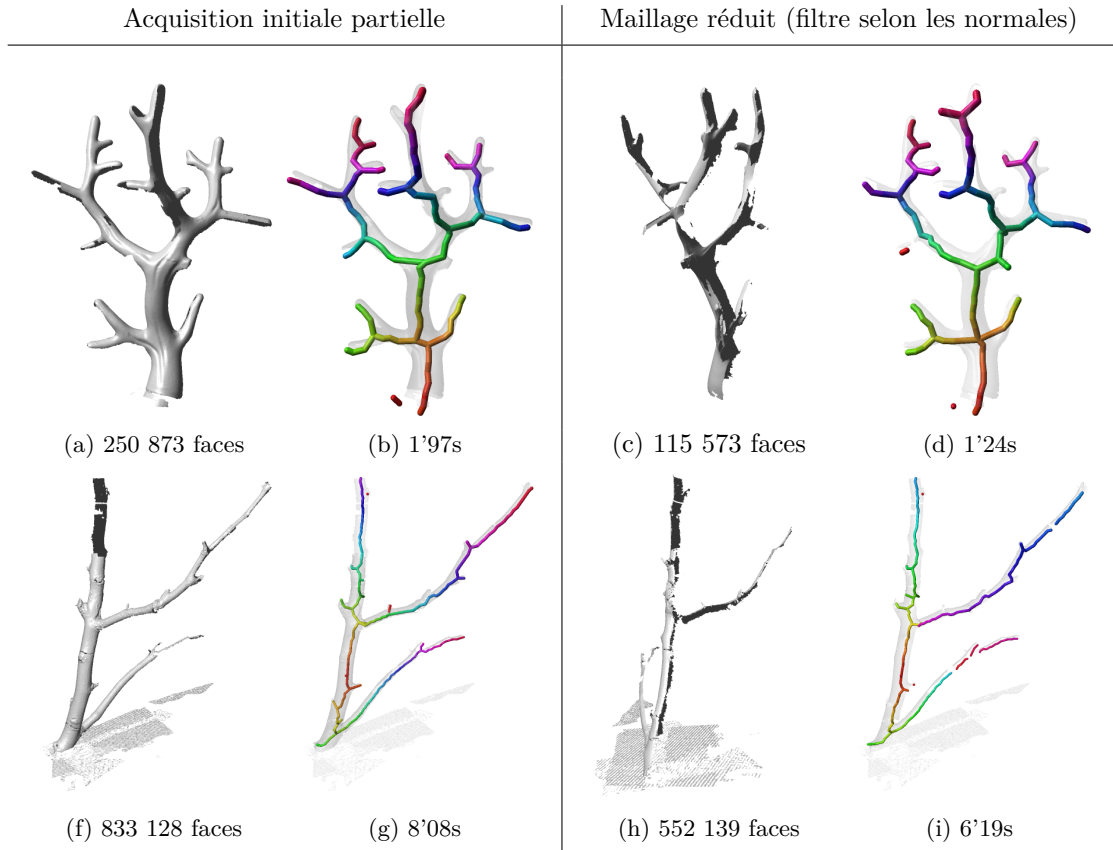 Acquisition initiale partielle
Maillage réduit (filtre selon les normales)
(a) 250 873 faces
(b) 1'97s
(c) 115 573 faces
(d) 1'24s
(f) 833 128 faces
(g) 8'08s
(h) 552 139 faces
(i) 6'19s